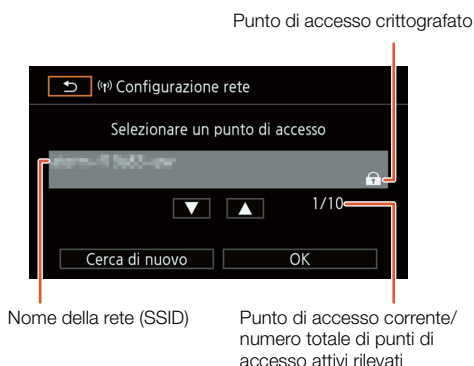 Punto di accesso crittografato
Configurazione rete
Selezionare un punto di accesso
1/10
Cerca di nuovo
OK
Nome della rete (SSID)
Punto di accesso corrente/
numero totale di punti di
accesso attivi rilevati